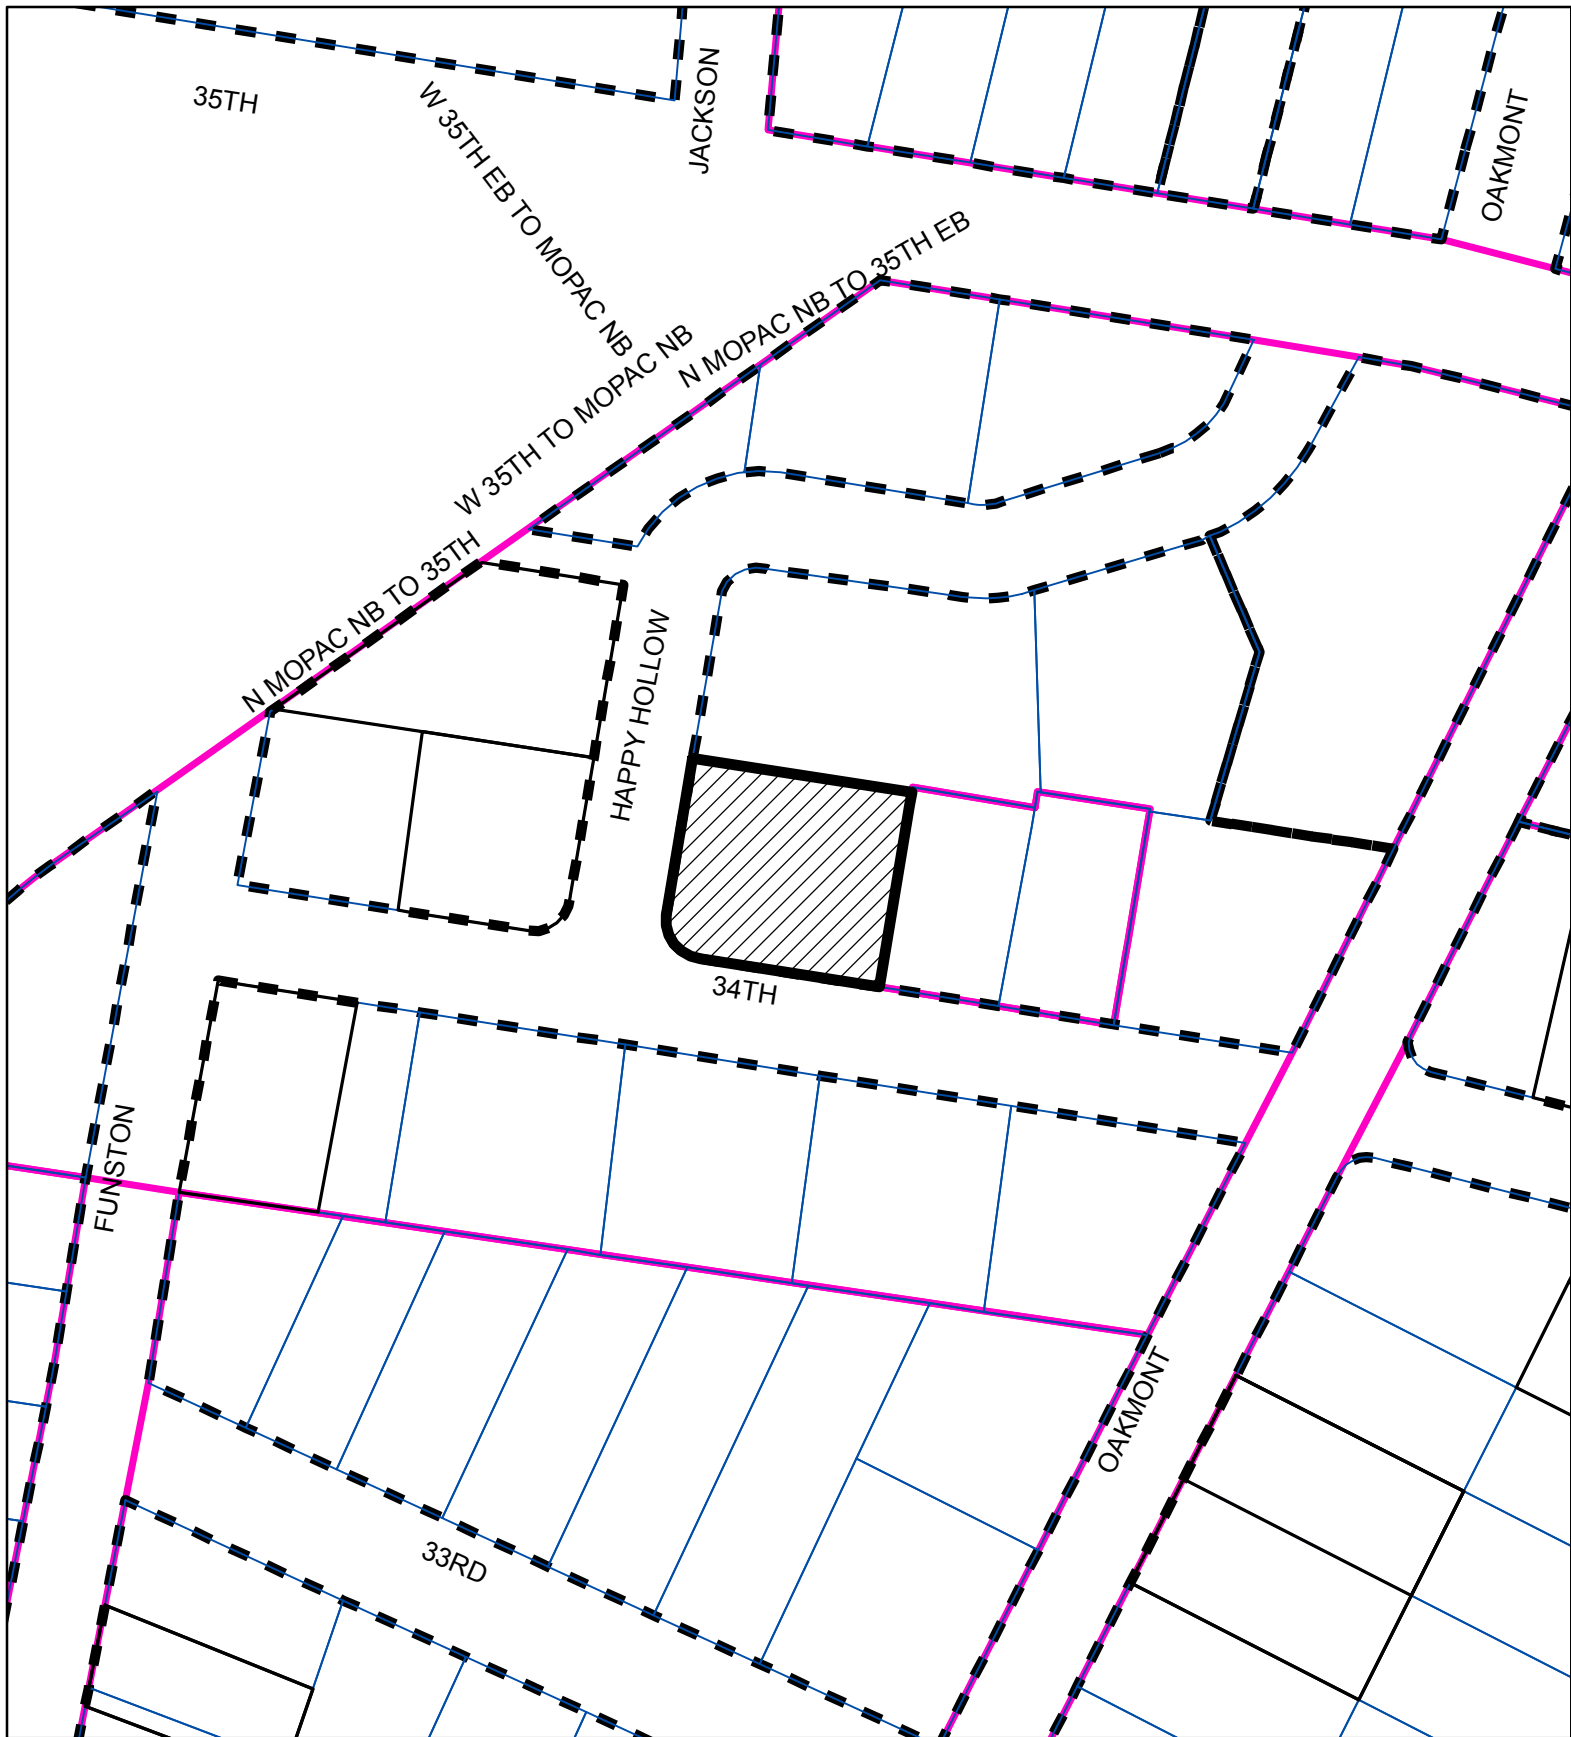 35TH
JACKSON
W 35TH EB TO MOPAC NB
OAKMONT
N MOPAC NB TO 35TH EB
W 35TH TO MOPAC NB
N MOPAC NB TO 35TH
HAPPY HOLLOW
34TH
FUNSTON
OAKMONT
33RD